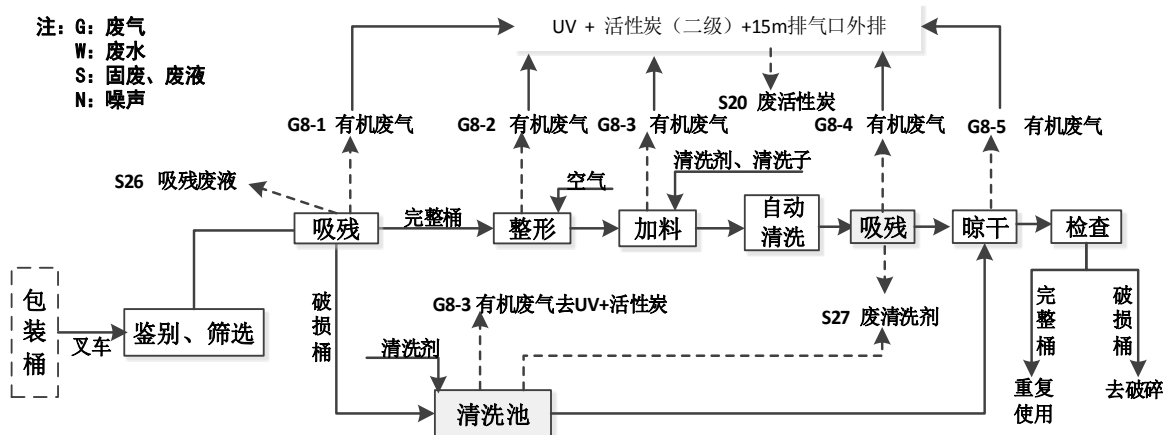 注：G：废气
W：废水
S：固废、废液
N：噪声
UV + 活性炭（二级）+15m排气口外排
S20 废活性炭
G8-1 有机废气
G8-2 有机废气
G8-3 有机废气
G8-4 有机废气
G8-5 有机废气
S26 吸残废液
空气
清洗剂、清洗子
吸残
完整桶
整形
加料
自动
清洗
吸残
晾干
检查
包装桶
叉车
鉴别、筛选
破损桶
G8-3 有机废气去UV+活性炭
清洗剂
清洗池
S27 废清洗剂
完整桶
破损桶
重复
使用
去破碎